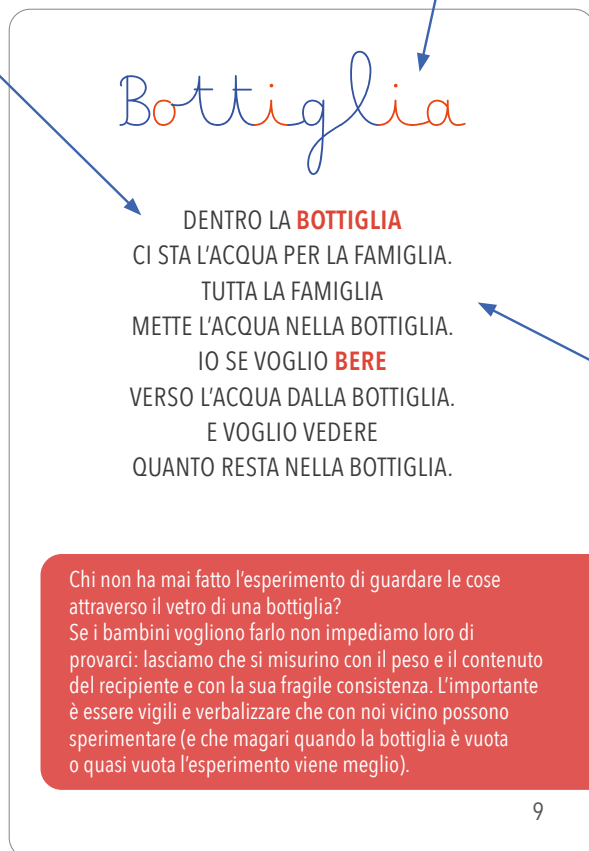 Bottiglia
DENTRO LA BOTTIGLIA
CI STA L'ACQUA PER LA FAMIGLIA.
TUTTA LA FAMIGLIA
METTE L'ACQUA NELLA BOTTIGLIA.
IO SE VOGLIO BERE
VERSO L'ACQUA DALLA BOTTIGLIA.
E VOGLIO VEDERE
QUANTO RESTA NELLA BOTTIGLIA.
Chi non ha mai fatto l'esperimento di guardare le cose
attraverso il vetro di una bottiglia?
Se i bambini vogliono farlo non impediamo loro di
provarci: lasciamo che si misurino con il peso e il contenuto
del recipiente e con la sua fragile consistenza. L'importante
è essere vigili e verbalizzare che con noi vicino possono
sperimentare (e che magari quando la bottiglia è vuota
o quasi vuota l'esperimento viene meglio).
9